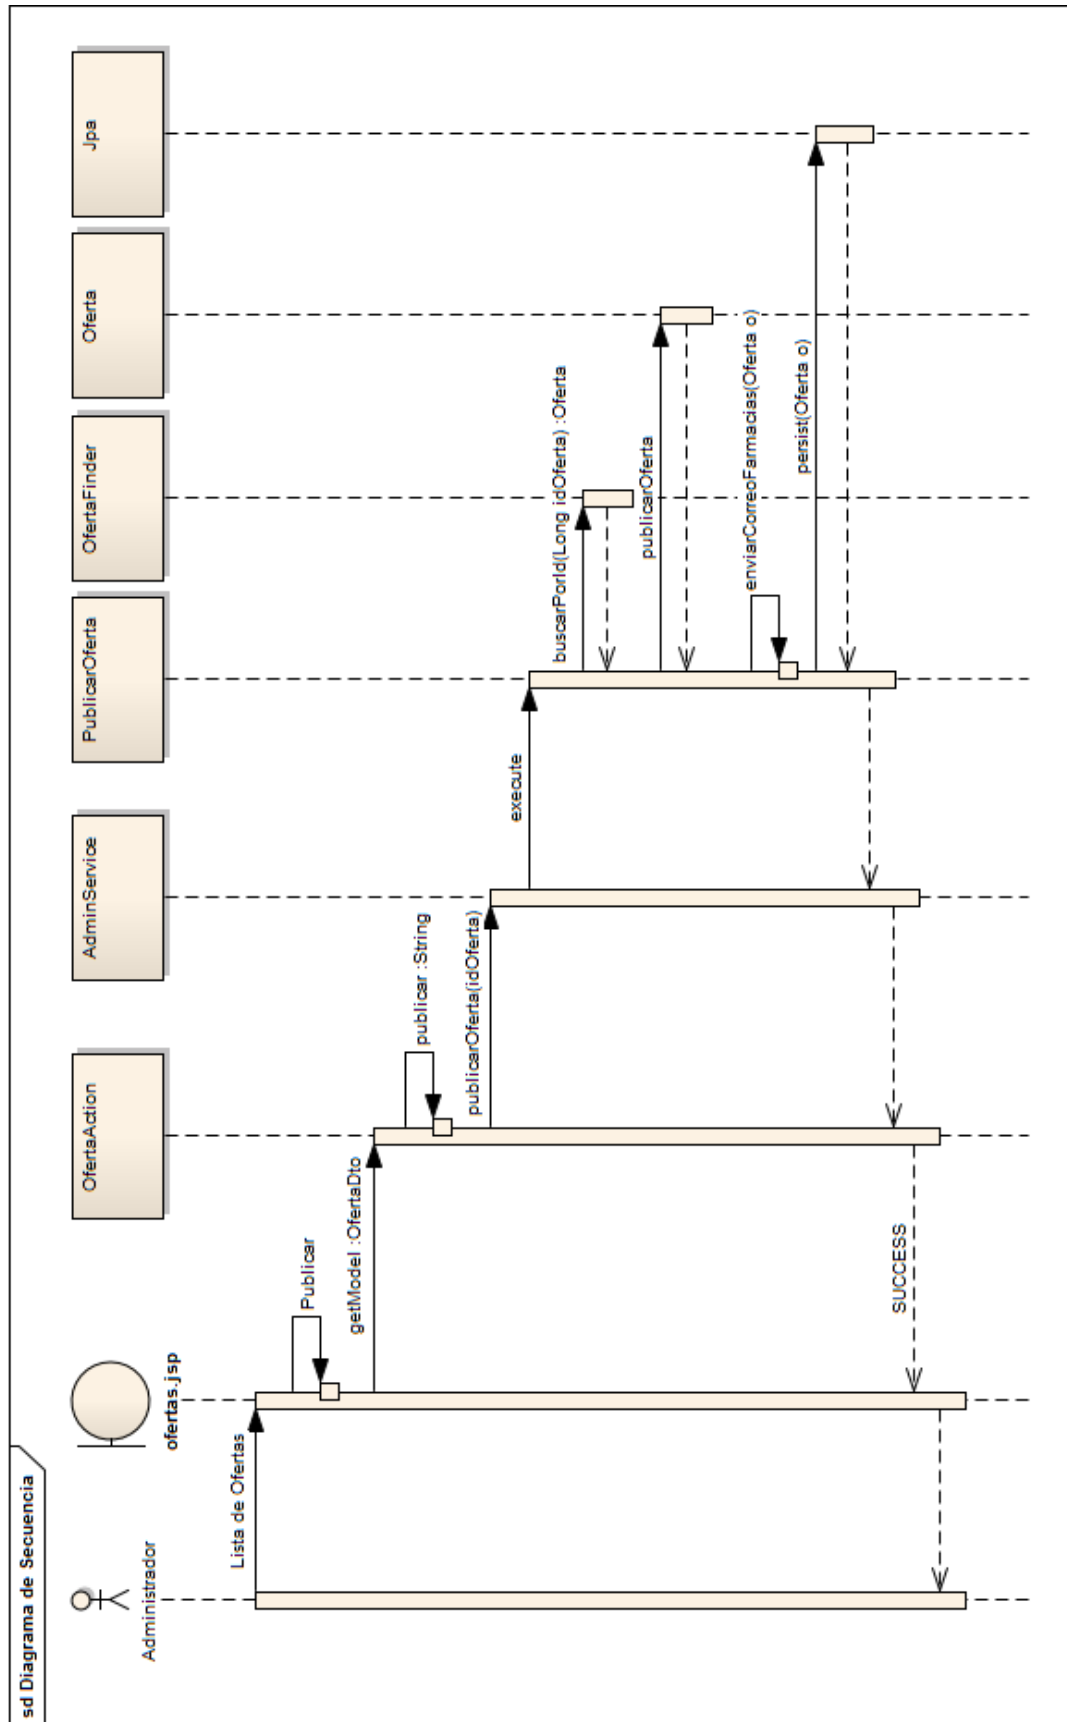 sd Diagrama de Secuencia
Administrador
ofertas.jsp
OfertaAction
AdminService
PublicarOferta
OfertaFinder
Oferta
Jpa
Lista de Ofertas
Publicar
getModel :OfertaDto
publicar :String
publicarOferta(idOferta)
execute
buscarPorId(Long idOferta) :Oferta
publicarOferta
enviarCorreoFarmacias(Oferta o)
persist(Oferta o)
SUCCESS